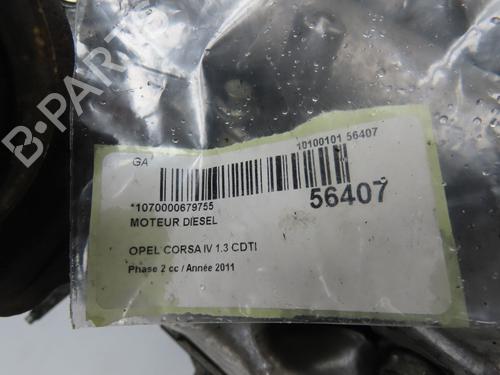 B-PARTS
10100101 56407
GA
*1070000679755
56407
MOTEUR DIESEL
OPEL CORSA IV 1.3 CDTI
Phase 2 cc / Année 2011